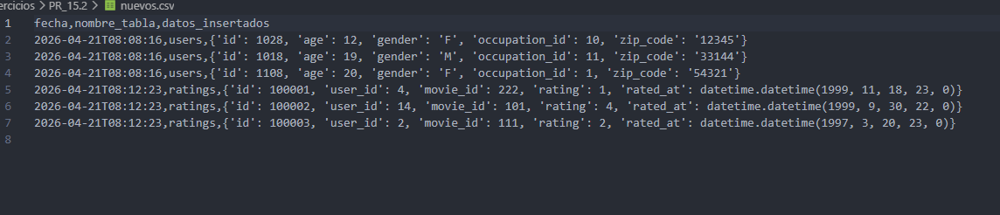 ercicios > PR_15.2 > nuevos.csv
1 fecha,nombre_tabla,datos_insertados
2 2026-04-21T08:08:16,users,{'id': 1028, 'age': 12, 'gender': 'F', 'occupation_id': 10, 'zip_code': '12345'}
3 2026-04-21T08:08:16,users,{'id': 1018, 'age': 19, 'gender': 'M', 'occupation_id': 11, 'zip_code': '33144'}
4 2026-04-21T08:08:16,users,{'id': 1108, 'age': 20, 'gender': 'F', 'occupation_id': 1, 'zip_code': '54321'}
5 2026-04-21T08:12:23,ratings,{'id': 100001, 'user_id': 4, 'movie_id': 222, 'rating': 1, 'rated_at': datetime.datetime(1999, 11, 18, 23, 0)}
6 2026-04-21T08:12:23,ratings,{'id': 100002, 'user_id': 14, 'movie_id': 101, 'rating': 4, 'rated_at': datetime.datetime(1999, 9, 30, 22, 0)}
7 2026-04-21T08:12:23,ratings,{'id': 100003, 'user_id': 2, 'movie_id': 111, 'rating': 2, 'rated_at': datetime.datetime(1997, 3, 20, 23, 0)}
8